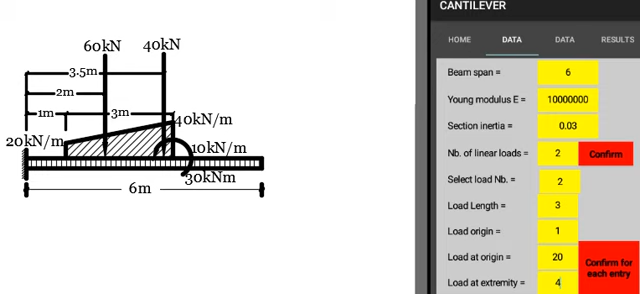 60kN 40kN
3.5m
2m
1m 3m
40kN/m
20kN/m 10kN/m
30kNm
6m
CANTILEVER
HOME DATA DATA RESULTS
Beam span = 6
Young modulus E = 10000000
Section inertia = 0.03
Nb. of linear loads = 2 Confirm
Select load Nb. = 2
Load Length = 3
Load origin = 1
Load at origin = 20
Load at extremity = 4
Confirm for
each entry